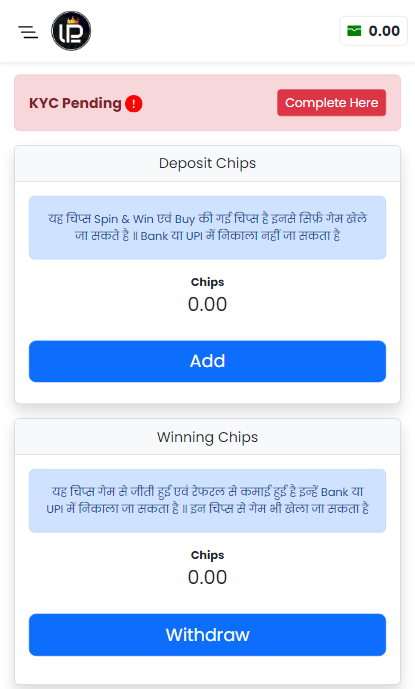 LP
0.00
KYC Pending !
Complete Here
Deposit Chips
यह चिप्स Spin & Win एवं Buy की गई चिप्स है इनसे सिर्फ़ गेम खेले
जा सकते है ॥ Bank या UPI में निकाला नहीं जा सकता है
Chips
0.00
Add
Winning Chips
यह चिप्स गेम से जीती हुई एवं रेफरल से कमाई हुई है इन्हें Bank या
UPI में निकाला जा सकता है ॥ इन चिप्स से गेम भी खेला जा सकता है
Chips
0.00
Withdraw